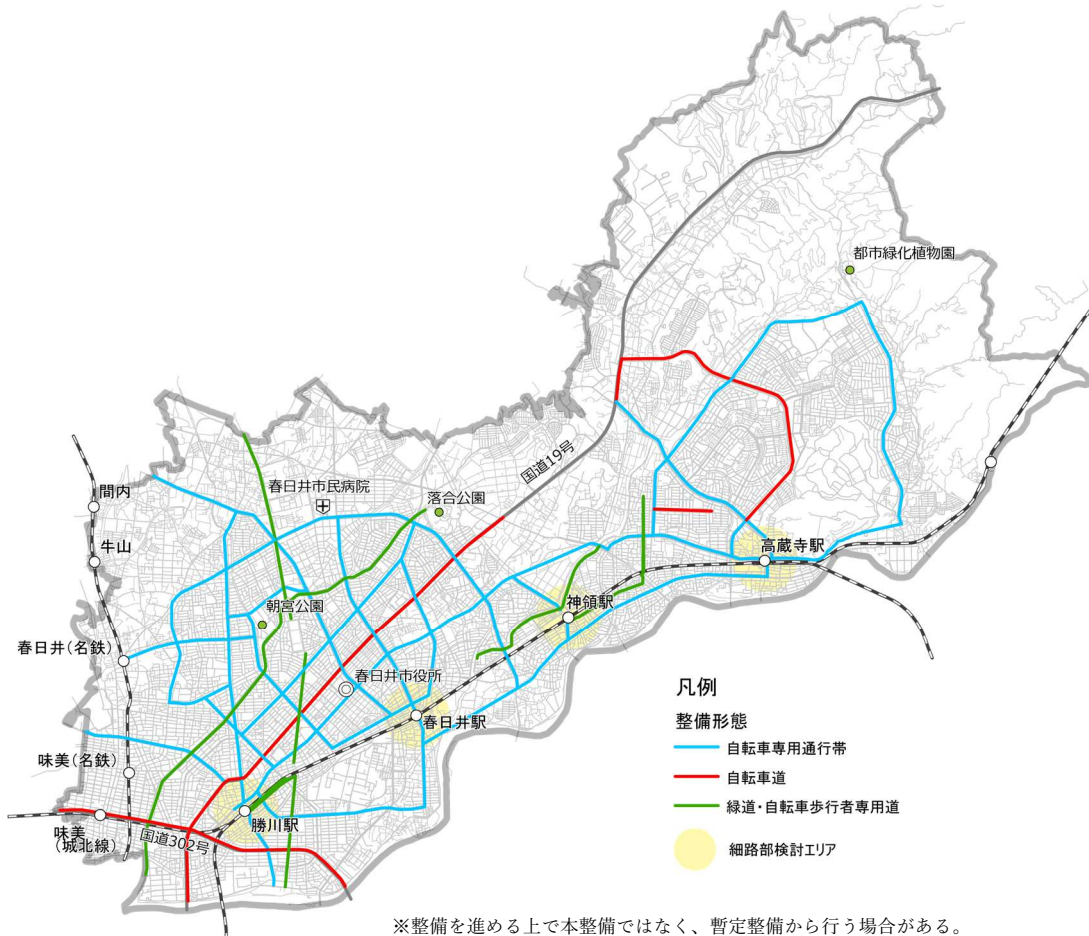 都市緑化植物園
国道19号
春日井市民病院
落合公園
間内
牛山
高蔵寺駅
朝宮公園
神領駅
春日井(名鉄)
春日井市役所
春日井駅
味美(名鉄)
勝川駅
味美
(城北線)
国道302号
凡例
整備形態
自転車専用通行帯
自転車道
緑道・自転車歩行者専用道
細路部検討エリア
※整備を進める上で本整備ではなく、暫定整備から行う場合がある。